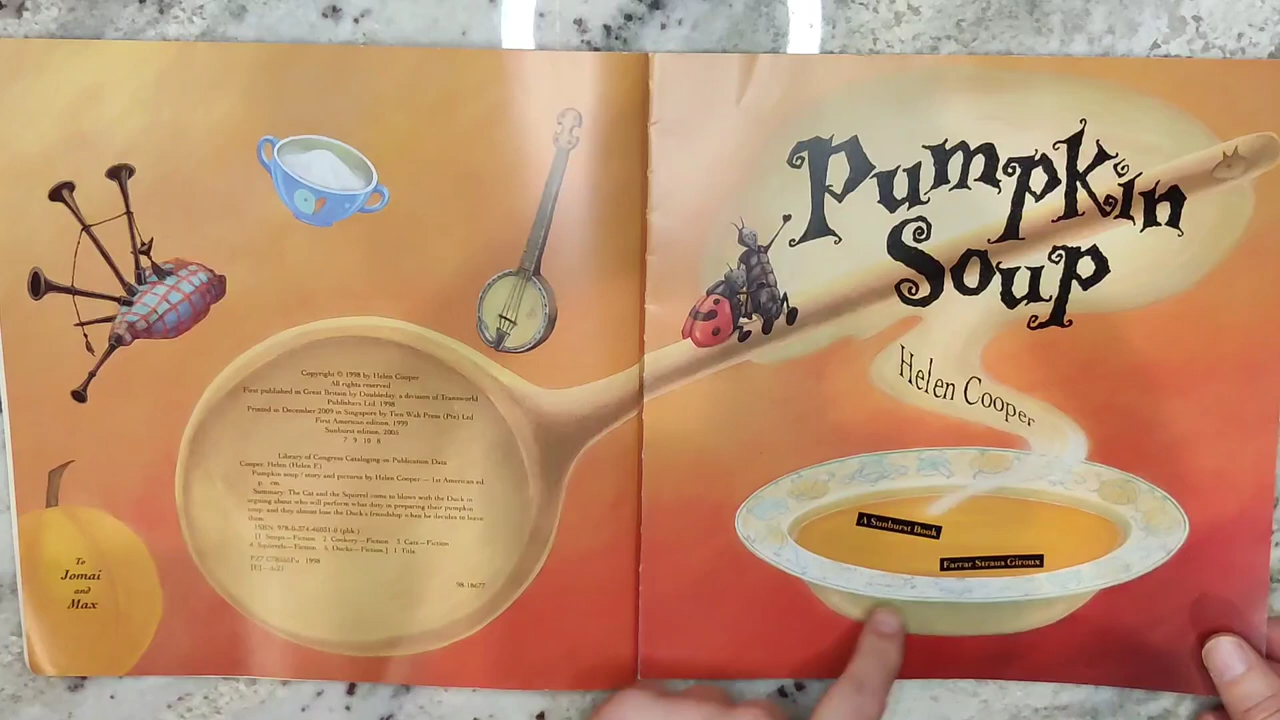 Copyright © 1998 by Helen Cooper
All rights reserved
First published in Great Britain by Doubleday, a division of Transworld
Publishers Ltd. 1998
Printed in December 2009 in Singapore by Tien Wah Press (Pte) Ltd
First American edition, 1999
Sunburst edition, 2005
7 9 10 8
Library of Congress Cataloging-in-Publication Data
Cooper, Helen (Helen F.)
Pumpkin soup / story and pictures by Helen Cooper — 1st American ed.
p. cm.
Summary: The Cat and the Squirrel come to blows with the Duck in
arguing about who will perform what duty in preparing their pumpkin
soup, and they almost lose the Duck's friendship when he decides to leave
them.
ISBN: 978-0-374-46031-0 (pbk.)
[1. Soups—Fiction. 2. Cookery—Fiction. 3. Cats—Fiction.
4. Squirrels—Fiction. 5. Ducks—Fiction.] I. Title.
1998
98-18677
To
Jomai
and
Max
Pumpkin
Soup
Helen Cooper
A Sunburst Book
Farrar Straus Giroux